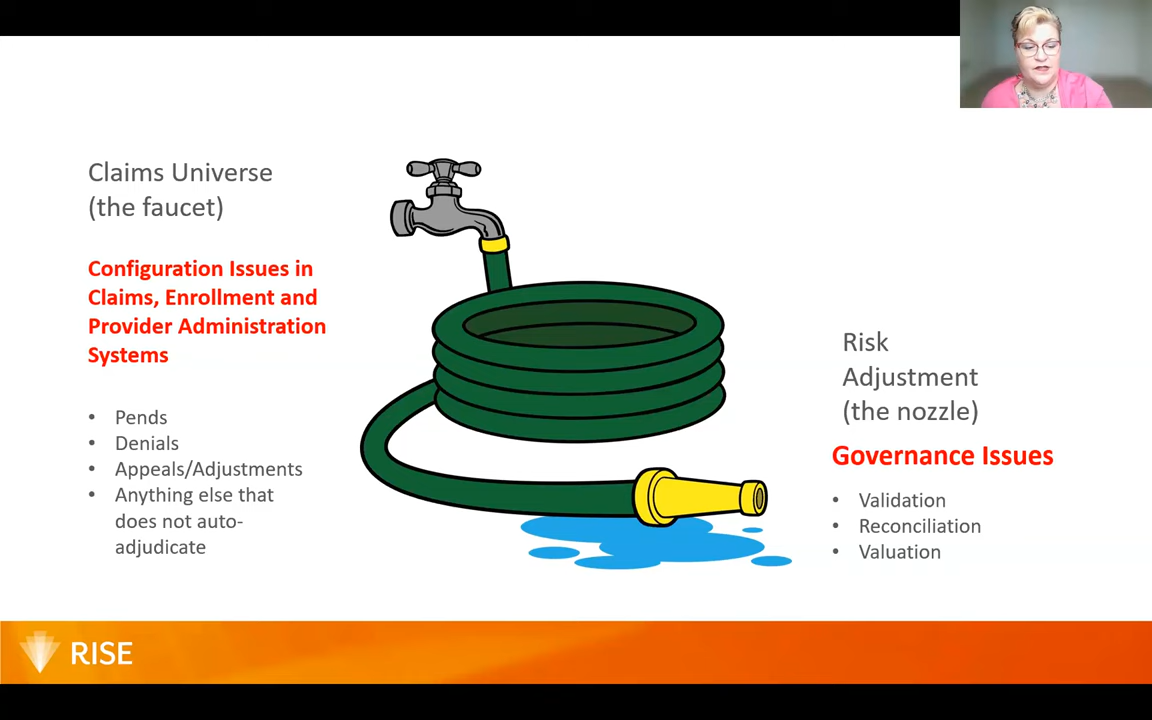 Claims Universe
(the faucet)
Configuration Issues in
Claims, Enrollment and
Provider Administration
Systems
• Pends
• Denials
• Appeals/Adjustments
• Anything else that
does not auto-
adjudicate
Risk
Adjustment
(the nozzle)
Governance Issues
• Validation
• Reconciliation
• Valuation
RISE